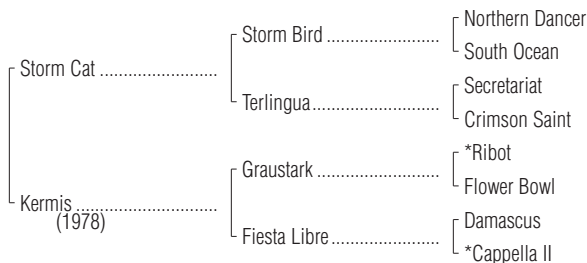 Northern Dancer
Storm Bird ......................
South Ocean
Storm Cat ......................
Secretariat
Terlingua.........................
Crimson Saint
*Ribot
Graustark ........................
Flower Bowl
Kermis ............................
(1978)
Damascus
Fiesta Libre .....................
*Cappella II